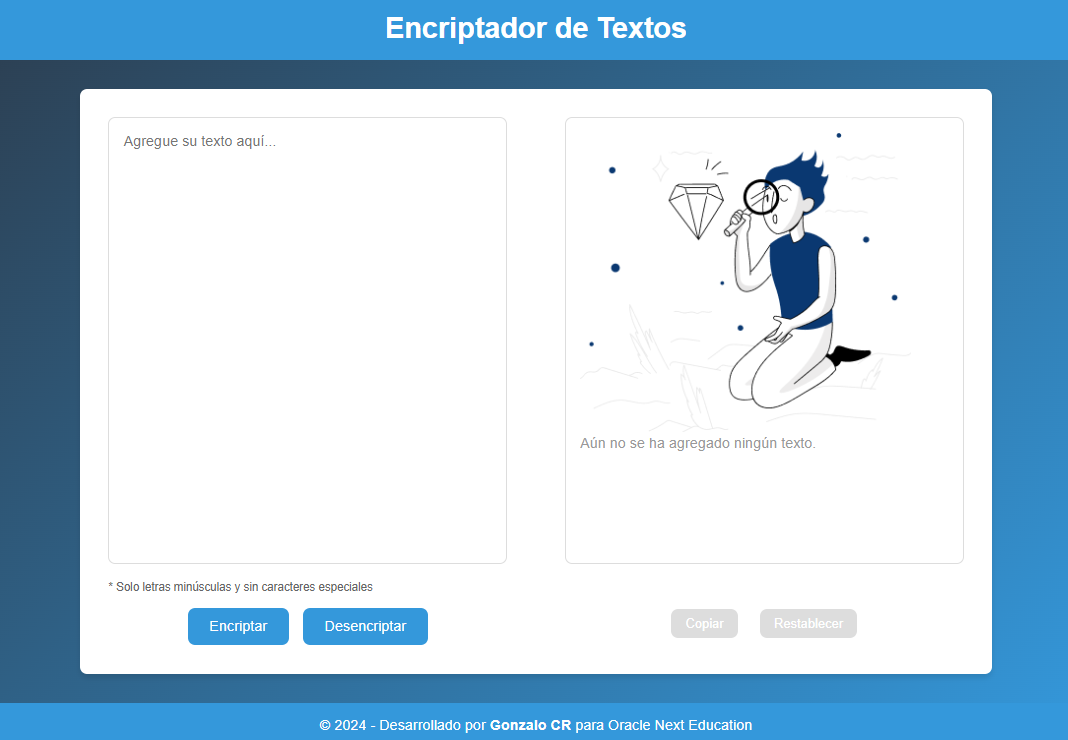 Encriptador de Textos
Agregue su texto aquí...
Aún no se ha agregado ningún texto.
* Solo letras minúsculas y sin caracteres especiales
Encriptar
Desencriptar
Copiar
Restablecer
© 2024 - Desarrollado por Gonzalo CR para Oracle Next Education